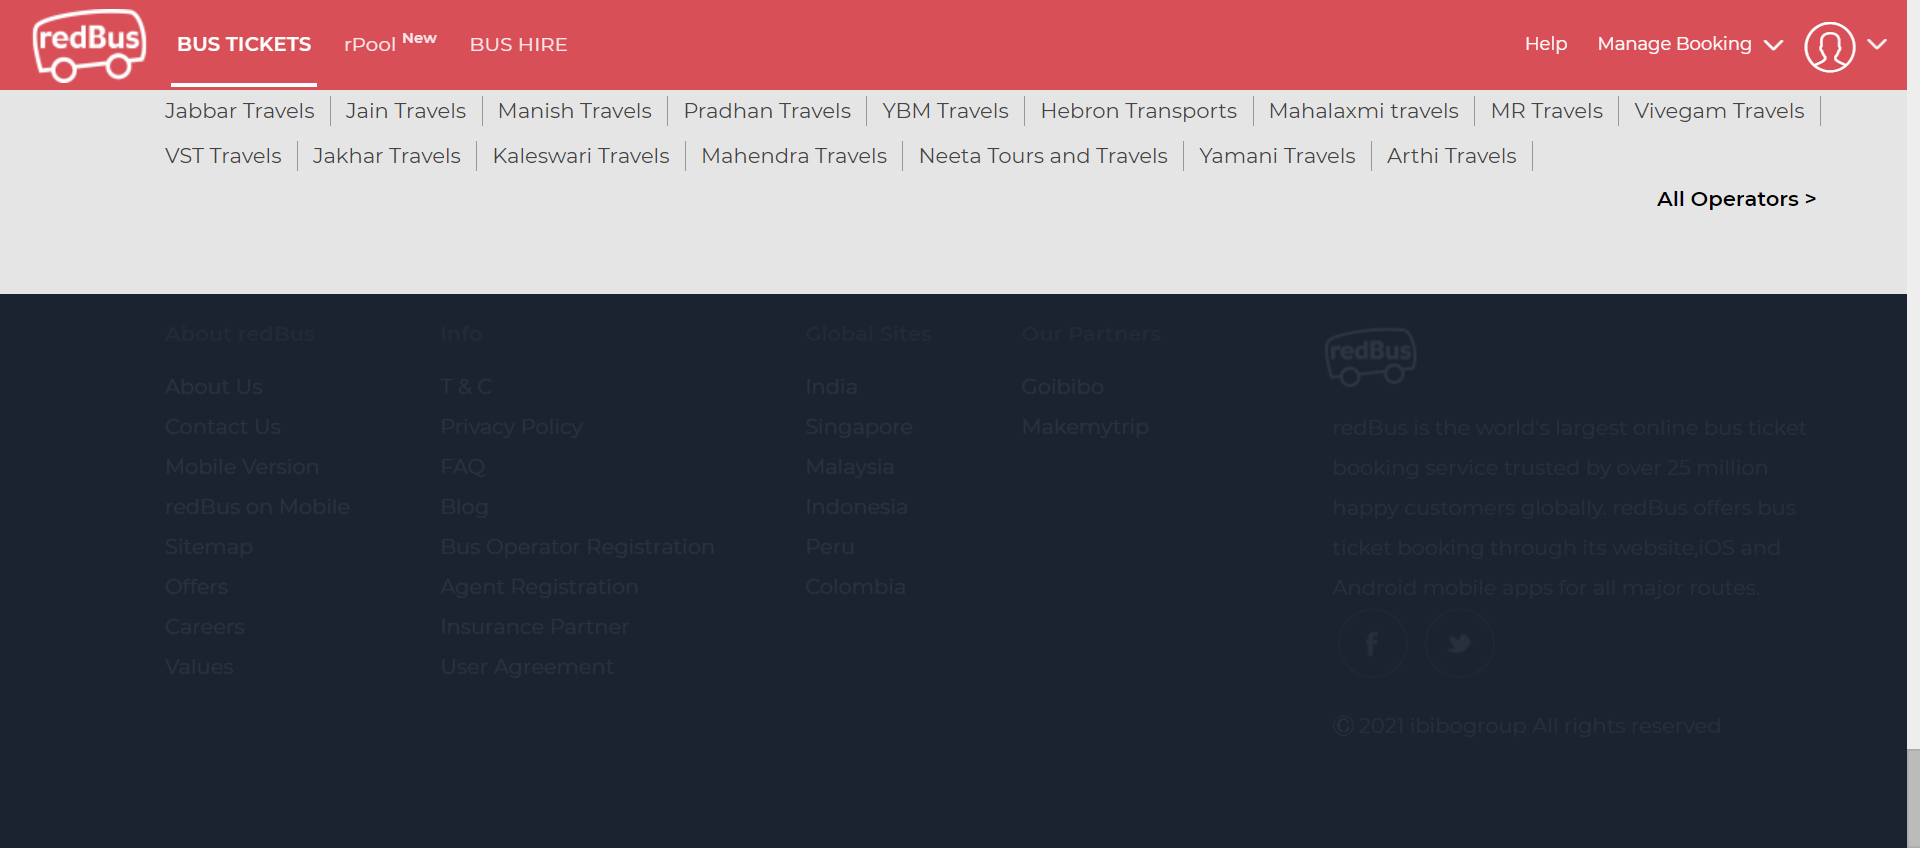 redBus BUS TICKETS rPool New BUS HIRE Help Manage Booking
Jabbar Travels Jain Travels Manish Travels Pradhan Travels YBM Travels Hebron Transports Mahalaxmi travels MR Travels Vivegam Travels
VST Travels Jakhar Travels Kaleswari Travels Mahendra Travels Neeta Tours and Travels Yamani Travels Arthi Travels
All Operators >
About redBus
About Us
Contact Us
Mobile Version
redBus on Mobile
Sitemap
Offers
Careers
Values
Info
T & C
Privacy Policy
FAQ
Blog
Bus Operator Registration
Agent Registration
Insurance Partner
User Agreement
Global Sites
India
Singapore
Malaysia
Indonesia
Peru
Colombia
Our Partners
Goibibo
Makemytrip
redBus
redBus is the world's largest online bus ticket
booking service trusted by over 25 million
happy customers globally. redBus offers bus
ticket booking through its website,iOS and
Android mobile apps for all major routes.
f
© 2021 ibibogroup All rights reserved